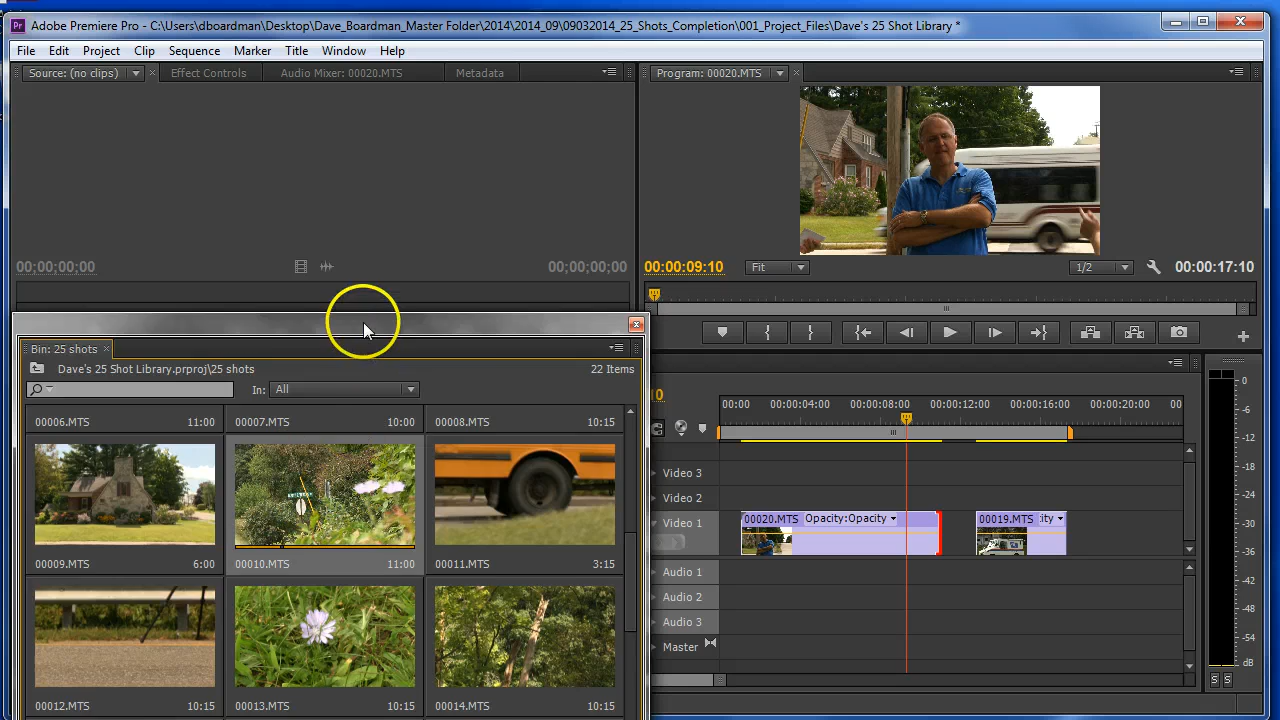 Pr Adobe Premiere Pro - C:\Users\dboardman\Desktop\Dave_Boardman_Master Folder\2014\2014_09\09032014_25_Shots_Completion\001_Project_Files\Dave's 25 Shot Library *
File Edit Project Clip Sequence Marker Title Window Help
Source: (no clips) Effect Controls Audio Mixer: 00020.MTS Metadata
Program: 00020.MTS
00;00;00;00 00;00;00;00
00:00:09:10 Fit 1/2 00:00:17:10
Bin: 25 shots
Dave's 25 Shot Library.prproj\25 shots 22 Items
In: All
00006.MTS 11:00 00007.MTS 10:00 00008.MTS 10:15
00009.MTS 6:00 00010.MTS 11:00 00011.MTS 3:15
00012.MTS 10:15 00013.MTS 10:15 00014.MTS 10:15
10
00:00 00:00:04:00 00:00:08:00 00:00:12:00 00:00:16:00 00:00:20:00 00
Video 3
Video 2
Video 1
00020.MTS Opacity:Opacity 00019.MTS ity
Audio 1
Audio 2
Audio 3
Master
0
-6
-12
-18
-24
-30
-36
-42
-48
-54
dB
S S